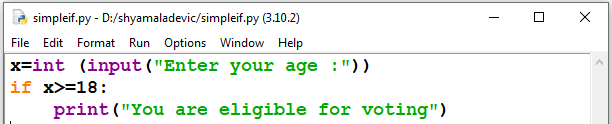 simpleif.py - D:/shyamaladevic/simpleif.py (3.10.2)
File Edit Format Run Options Window Help
x=int (input("Enter your age :"))
if x>=18:
    print("You are eligible for voting")